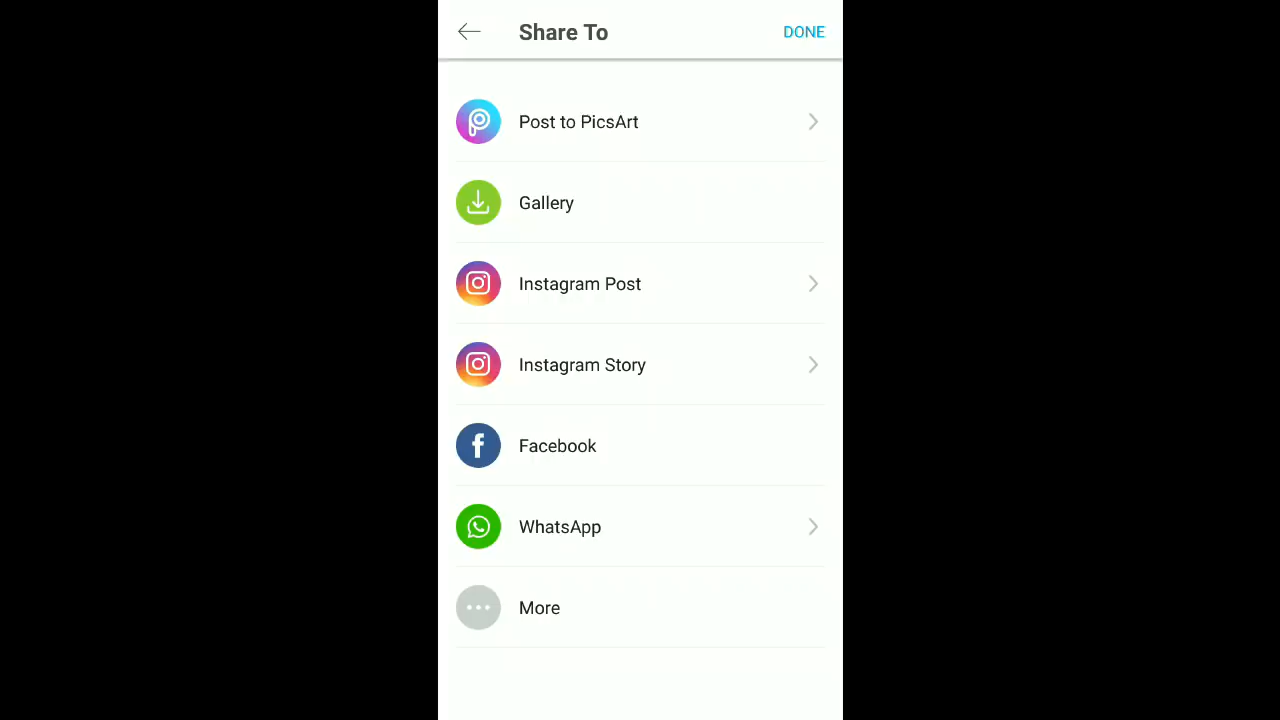 Share To
DONE
Post to PicsArt
Gallery
Instagram Post
Instagram Story
Facebook
WhatsApp
More